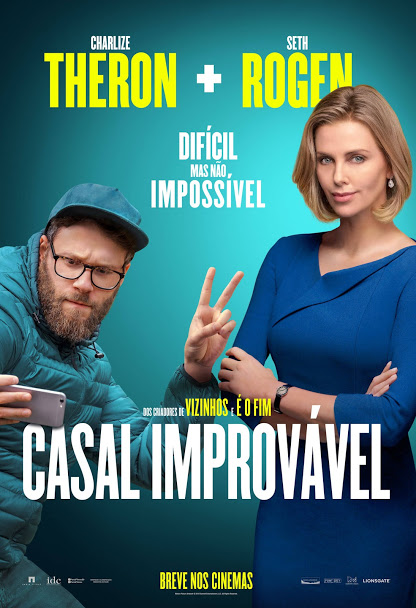 CHARLIZE
THERON
+
SETH
ROGEN
DIFÍCIL
MAS NÃO
IMPOSSÍVEL
DOS CRIADORES DE VIZINHOS E É O FIM
CASAL IMPROVÁVEL
BREVE NOS CINEMAS
idc
LIONSGATE